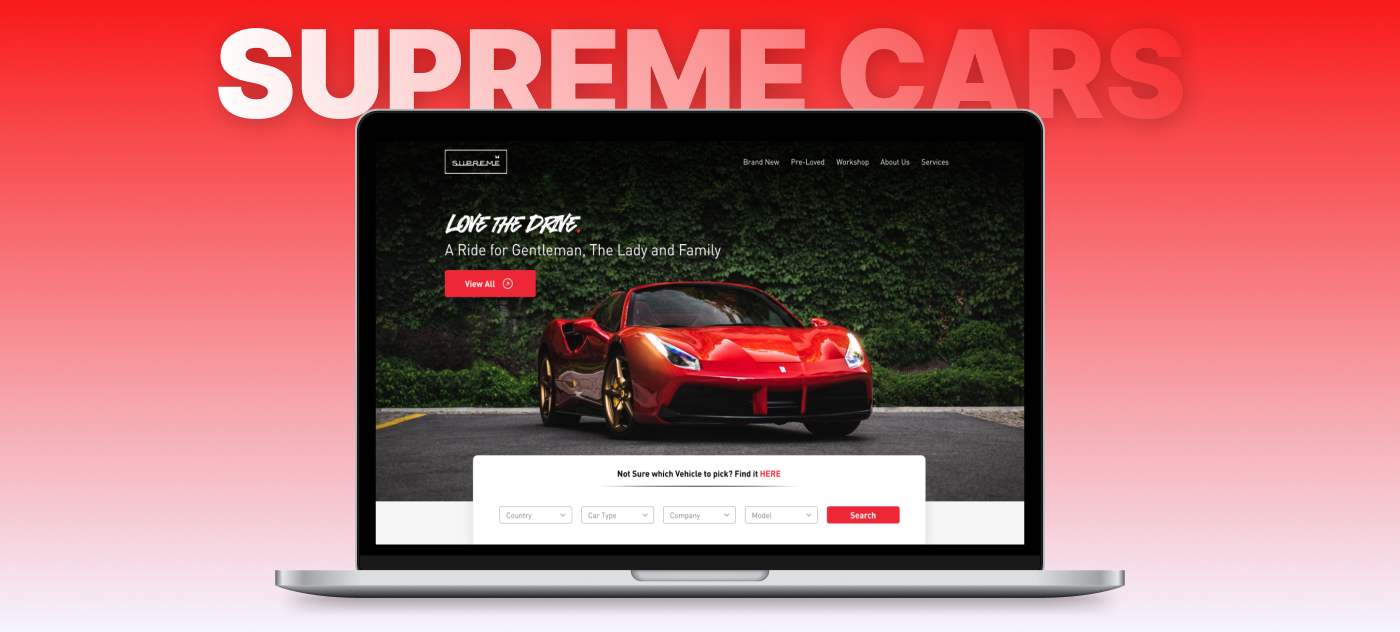 SUPREME CARS
SUPREME
Brand New Pre-Loved Workshop About Us Services
LOVE THE DRIVE.
A Ride for Gentleman, The Lady and Family
View All
Not Sure which Vehicle to pick? Find it HERE
Country Car Type Company Model Search